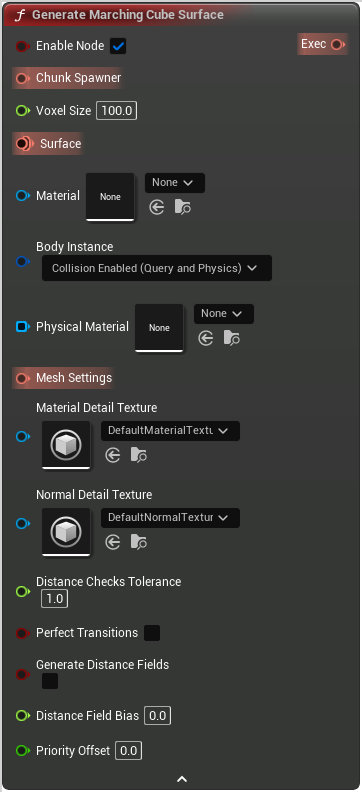 f Generate Marching Cube Surface
Enable Node
Exec
Chunk Spawner
Voxel Size 100.0
Surface
Material None None
Body Instance
Collision Enabled (Query and Physics)
Physical Material None None
Mesh Settings
Material Detail Texture
DefaultMaterialTextu
Normal Detail Texture
DefaultNormalTextur
Distance Checks Tolerance
1.0
Perfect Transitions
Generate Distance Fields
Distance Field Bias 0.0
Priority Offset 0.0